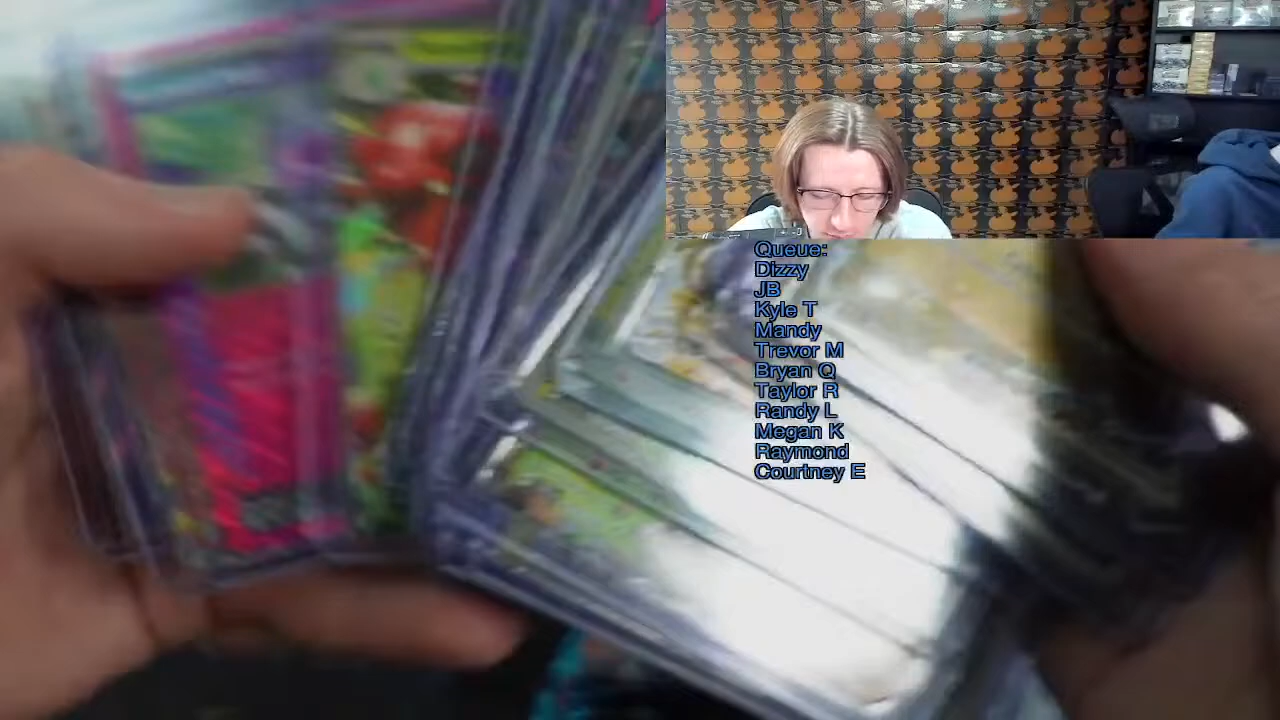 Queue:
Dizzy
JB
Kyle T
Mandy
Trevor M
Bryan Q
Taylor R
Randy L
Megan K
Raymond
Courtney E